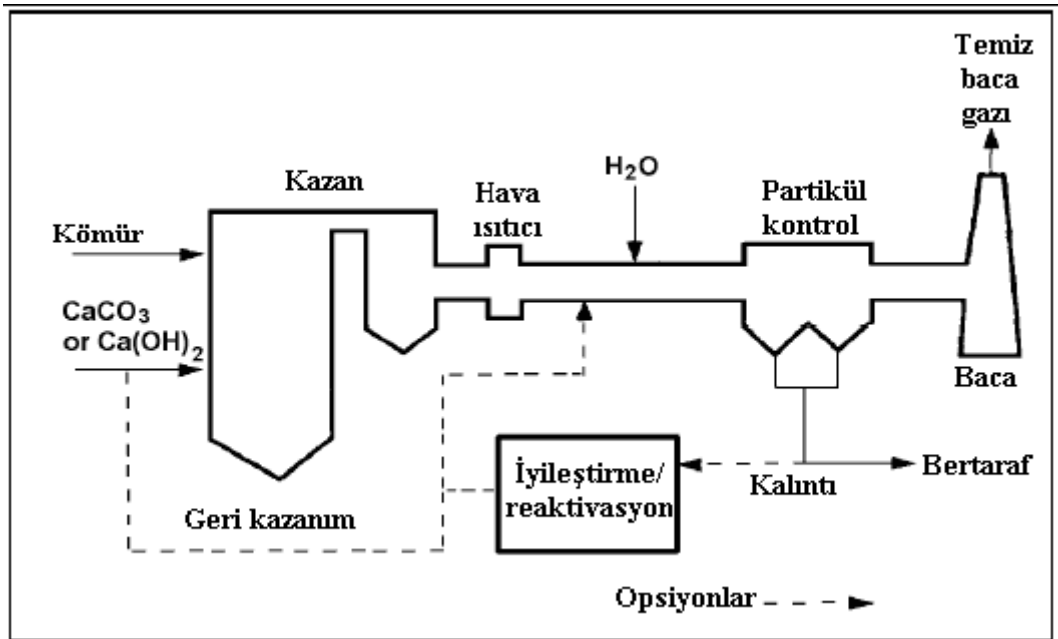 Temiz
baca
gazı
H₂O
Kazan
Hava
ısıtıcı
Partikül
kontrol
Kömür
CaCO₃
or Ca(OH)₂
Baca
İyileştirme/
reaktivasyon
Kalıntı
Bertaraf
Geri kazanım
Opsiyonlar